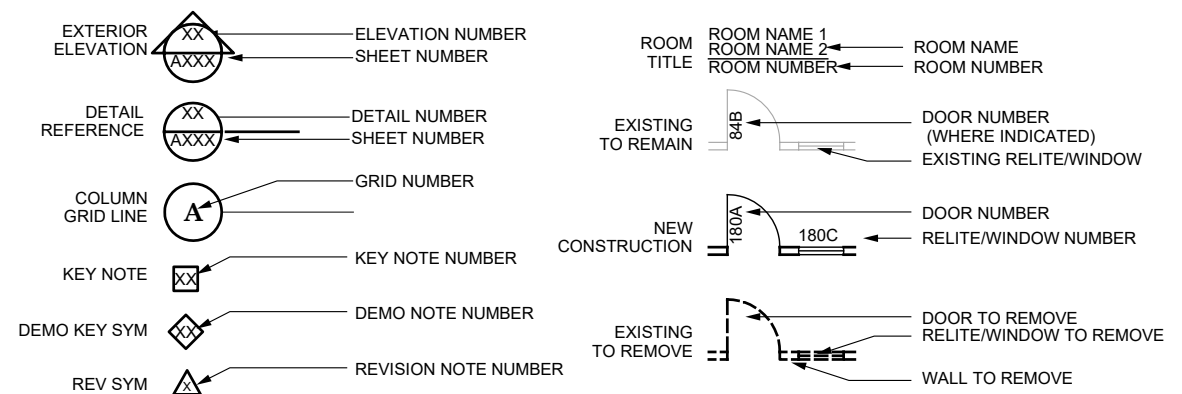 EXTERIOR
ELEVATION
XX
AXXX
ELEVATION NUMBER
SHEET NUMBER
DETAIL
REFERENCE
XX
AXXX
DETAIL NUMBER
SHEET NUMBER
COLUMN
GRID LINE
A
GRID NUMBER
KEY NOTE
XX
KEY NOTE NUMBER
DEMO KEY SYM
XX
DEMO NOTE NUMBER
REV SYM
X
REVISION NOTE NUMBER
ROOM
TITLE
ROOM NAME 1
ROOM NAME 2
ROOM NUMBER
ROOM NAME
ROOM NUMBER
EXISTING
TO REMAIN
84B
DOOR NUMBER
(WHERE INDICATED)
EXISTING RELITE/WINDOW
NEW
CONSTRUCTION
180A
180C
DOOR NUMBER
RELITE/WINDOW NUMBER
EXISTING
TO REMOVE
DOOR TO REMOVE
RELITE/WINDOW TO REMOVE
WALL TO REMOVE